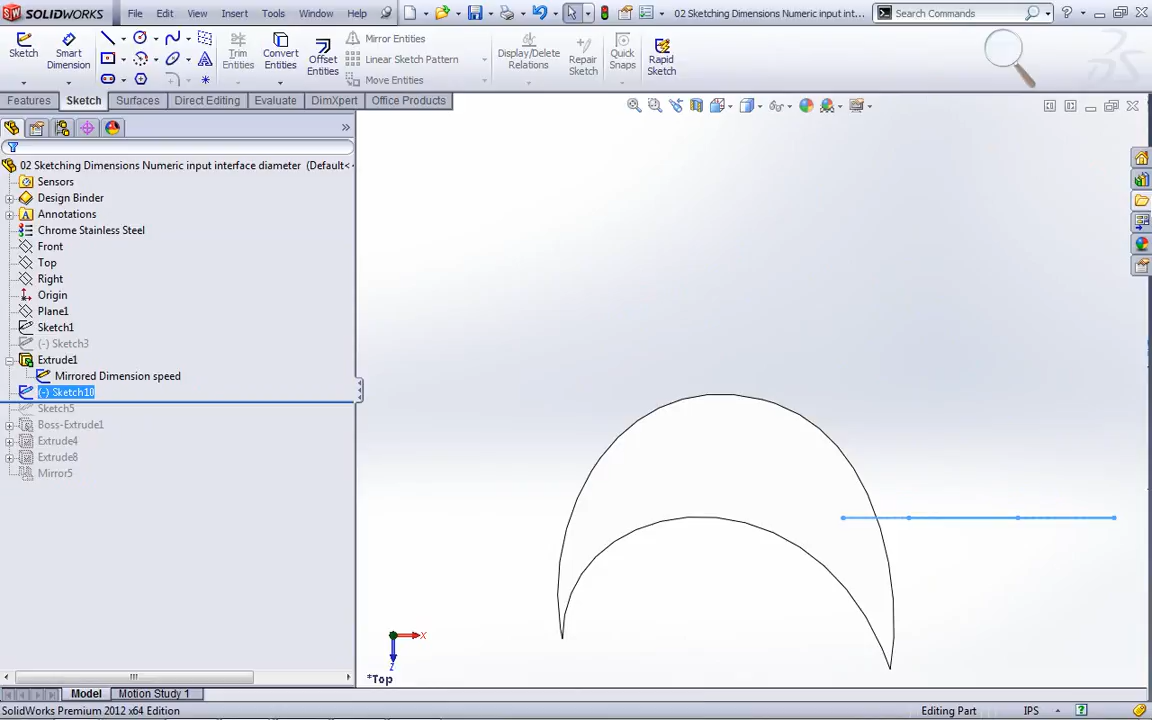 SOLIDWORKS File Edit View Insert Tools Window Help 02 Sketching Dimensions Numeric input int... Search Commands
Sketch Smart Dimension Trim Entities Convert Entities Offset Entities Mirror Entities Linear Sketch Pattern Move Entities Display/Delete Relations Repair Sketch Quick Snaps Rapid Sketch
Features Sketch Surfaces Direct Editing Evaluate DimXpert Office Products
02 Sketching Dimensions Numeric input interface diameter (Default<
Sensors
Design Binder
Annotations
Chrome Stainless Steel
Front
Top
Right
Origin
Plane1
Sketch1
(-) Sketch3
Extrude1
Mirrored Dimension speed
(-) Sketch10
Sketch5
Boss-Extrude1
Extrude4
Extrude8
Mirror5
X
Z
*Top
Model Motion Study 1
SolidWorks Premium 2012 x64 Edition Editing Part IPS